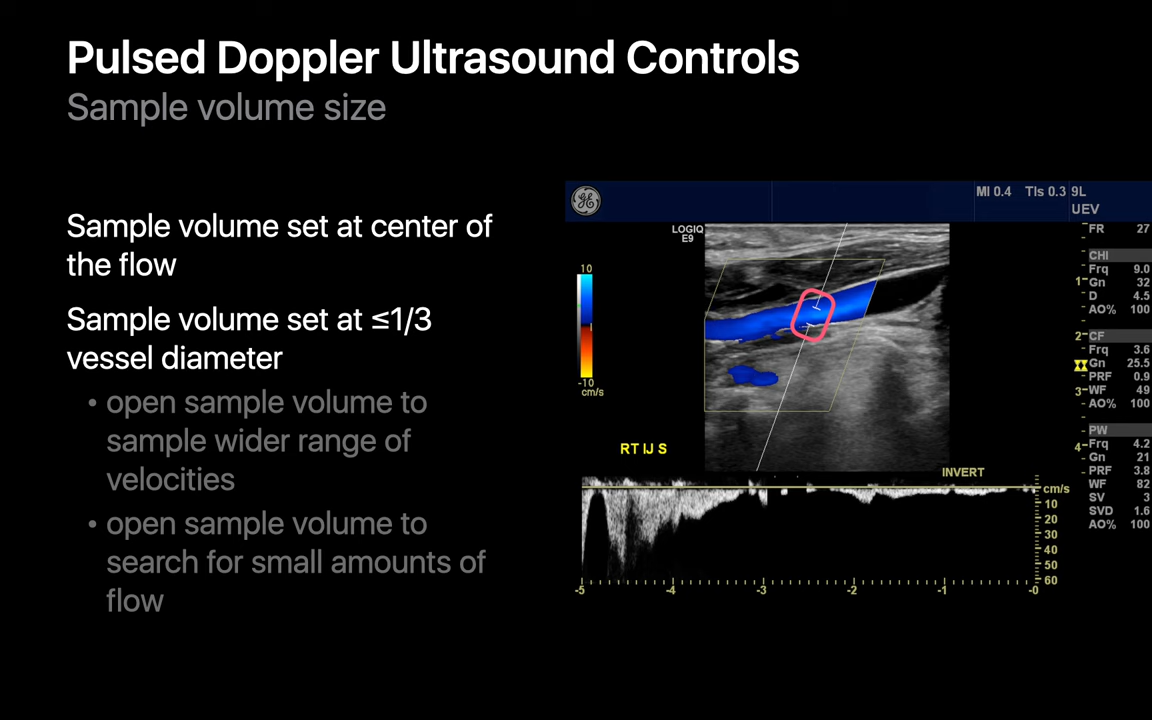 Pulsed Doppler Ultrasound Controls
Sample volume size
Sample volume set at center of
the flow
Sample volume set at ≤1/3
vessel diameter
• open sample volume to
sample wider range of
velocities
• open sample volume to
search for small amounts of
flow
GE
MI 0.4 TIs 0.3 9L
UEV
LOGIQ
E9
10
-10
cm/s
RT IJ S
INVERT
cm/s
10
20
30
40
50
60
-5 -4 -3 -2 -1 -0
1
2
3
4
FR 27
CHI
Frq 9.0
Gn 32
D 4.5
AO% 100
CF
Frq 3.6
Gn 25.5
PRF 0.9
WF 49
AO% 100
PW
Frq 4.2
Gn 21
PRF 3.8
WF 82
SV 3
SVD 1.6
AO% 100